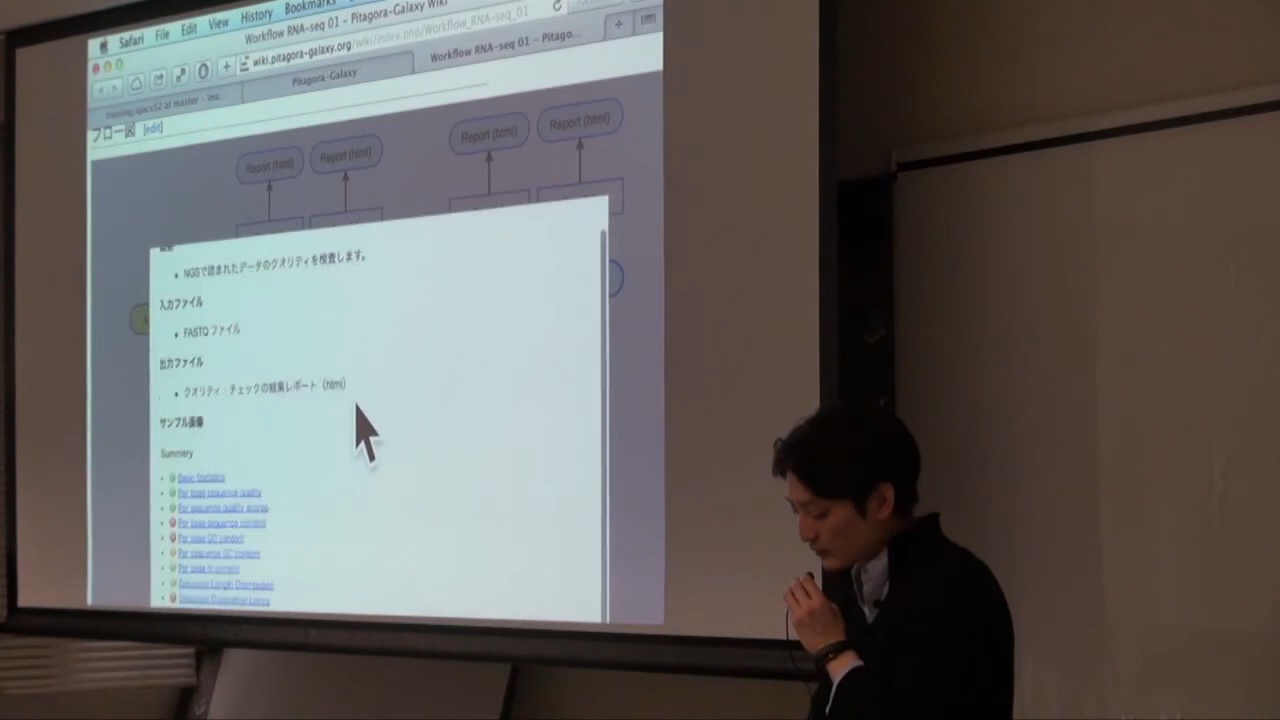 Safari File Edit View History Bookmarks
Workflow RNA-seq 01 – Pitagora-Galaxy Wiki
wiki.pitagora-galaxy.org/wiki/index.php/Workflow_RNA-seq_01
training/specs52 at master
Pitagora-Galaxy
Workflow RNA-seq 01 – Pitago...
フロー図 [edit]
Report (html)
Report (html)
Report (html)
Report (html)
NGSで読まれたデータのクオリティを検査します。
入力ファイル
FASTQ ファイル
出力ファイル
クオリティ・チェックの結果レポート (html)
サンプル画像
Summary
Basic Statistics
Per base sequence quality
Per sequence quality scores
Per base sequence content
Per base GC content
Per sequence GC content
Per base N content
Sequence Length Distribution
Sequence Duplication Levels